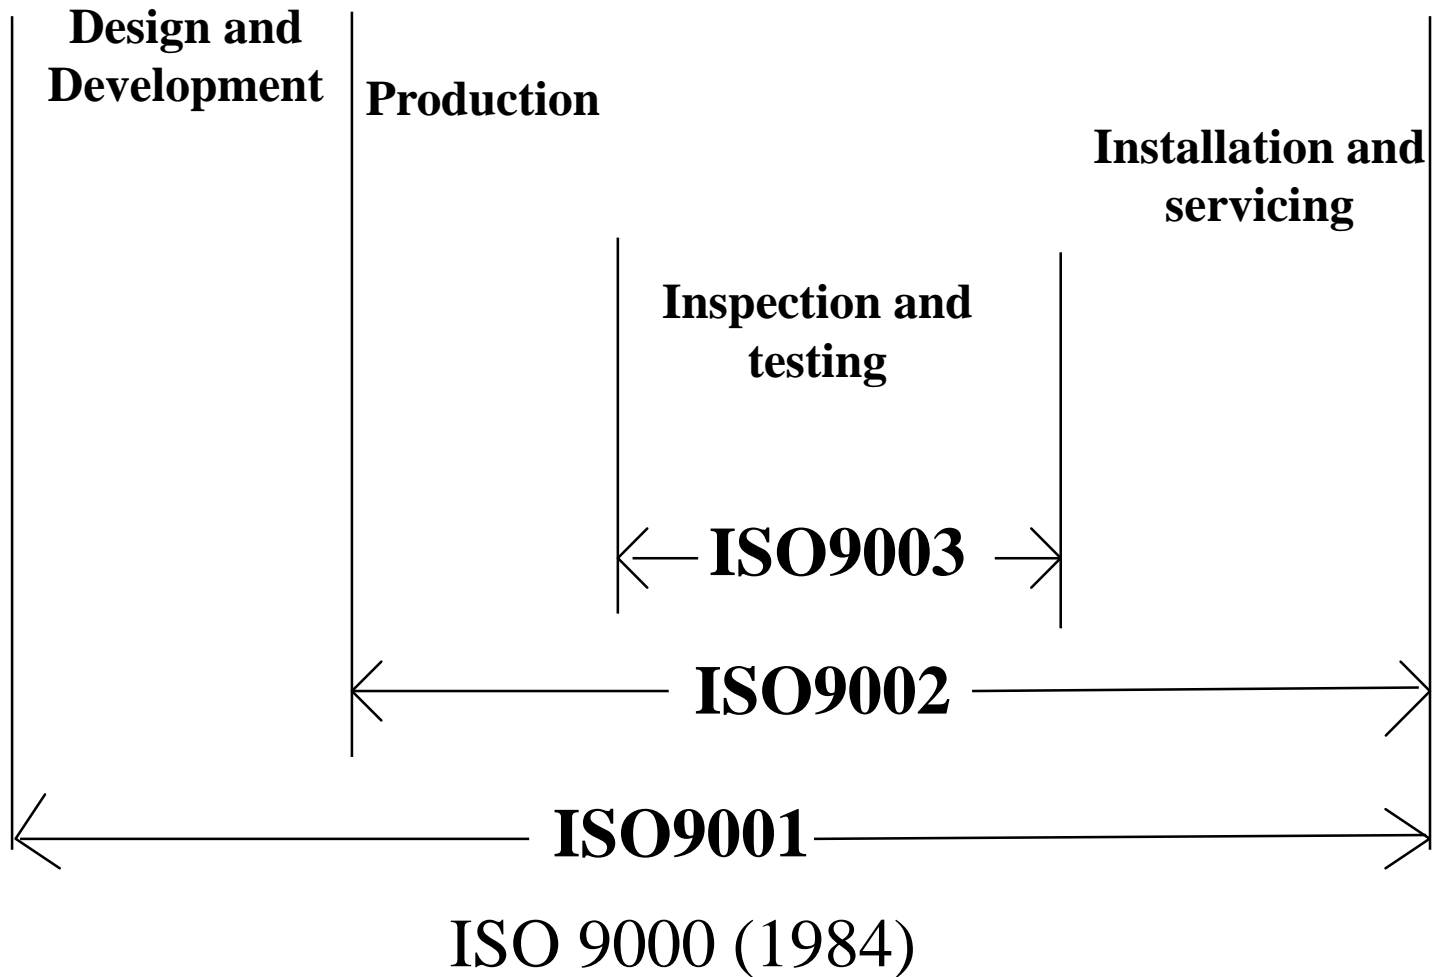 Design and
Development
Production
Installation and
servicing
Inspection and
testing
ISO9003
ISO9002
ISO9001
ISO 9000 (1984)